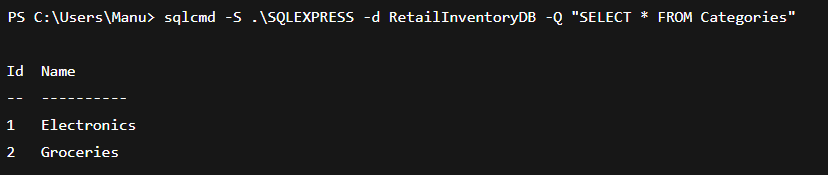 PS C:\Users\Manu> sqlcmd -S .\SQLEXPRESS -d RetailInventoryDB -Q "SELECT * FROM Categories"
Id  Name
--  ----------
1   Electronics
2   Groceries